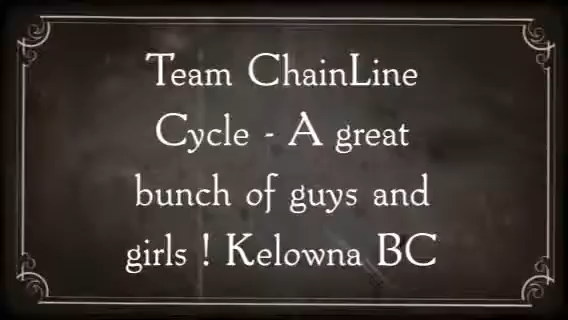 Team ChainLine
Cycle - A great
bunch of guys and
girls ! Kelowna BC